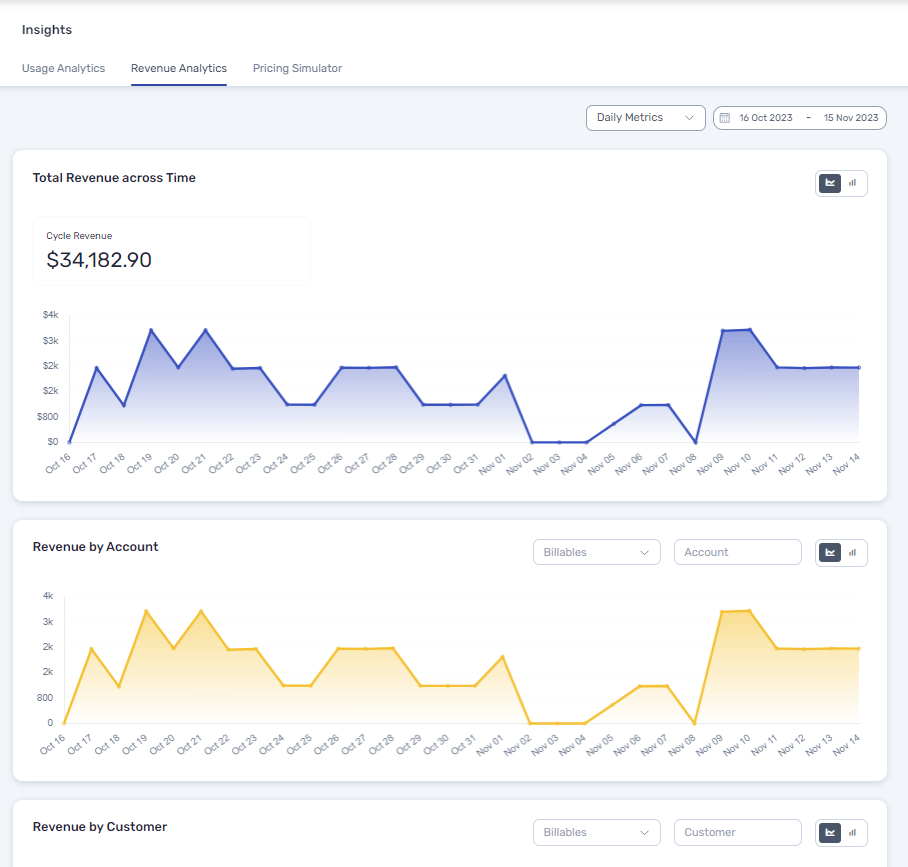 Insights
Usage Analytics Revenue Analytics Pricing Simulator
Daily Metrics 16 Oct 2023 - 15 Nov 2023
Total Revenue across Time
Cycle Revenue
$34,182.90
$4k
$3k
$2k
$2k
$800
$0
Oct 16 Oct 17 Oct 18 Oct 19 Oct 20 Oct 21 Oct 22 Oct 23 Oct 24 Oct 25 Oct 26 Oct 27 Oct 28 Oct 29 Oct 30 Oct 31 Nov 01 Nov 02 Nov 03 Nov 04 Nov 05 Nov 06 Nov 07 Nov 08 Nov 09 Nov 10 Nov 11 Nov 12 Nov 13 Nov 14
Revenue by Account Billables Account
4k
3k
2k
2k
800
0
Oct 16 Oct 17 Oct 18 Oct 19 Oct 20 Oct 21 Oct 22 Oct 23 Oct 24 Oct 25 Oct 26 Oct 27 Oct 28 Oct 29 Oct 30 Oct 31 Nov 01 Nov 02 Nov 03 Nov 04 Nov 05 Nov 06 Nov 07 Nov 08 Nov 09 Nov 10 Nov 11 Nov 12 Nov 13 Nov 14
Revenue by Customer Billables Customer